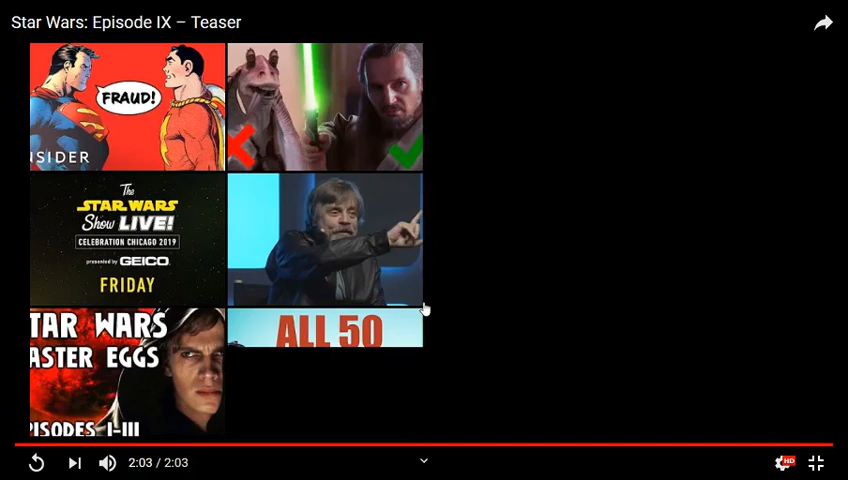 Star Wars: Episode IX – Teaser
FRAUD!
NSIDER
The
STAR WARS
Show LIVE!
CELEBRATION CHICAGO 2019
presented by GEICO
FRIDAY
TAR WARS
ASTER EGGS
PISODES I-III
ALL 50
2:03 / 2:03
HD